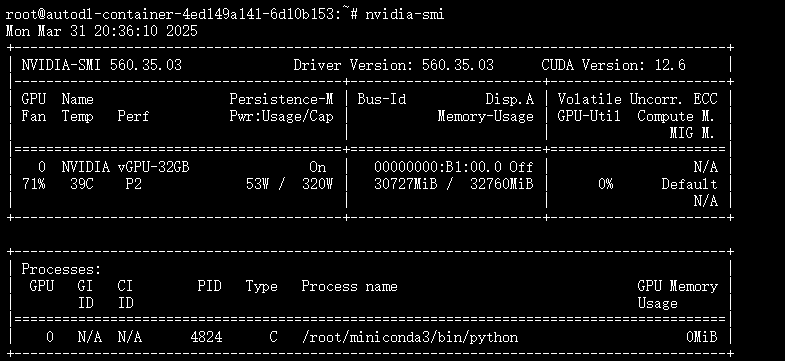 root@autodl-container-4ed149a141-6d10b153:~# nvidia-smi
Mon Mar 31 20:36:10 2025
+-----------------------------------------------------------------------------------------+
| NVIDIA-SMI 560.35.03              Driver Version: 560.35.03      CUDA Version: 12.6     |
|-----------------------------------------+------------------------+----------------------+
| GPU  Name                 Persistence-M | Bus-Id          Disp.A | Volatile Uncorr. ECC |
| Fan  Temp   Perf          Pwr:Usage/Cap |           Memory-Usage | GPU-Util  Compute M. |
|                                         |                        |               MIG M. |
|=========================================+========================+======================|
|   0  NVIDIA vGPU-32GB               On  |   00000000:B1:00.0 Off |                  N/A |
| 71%   39C    P2              53W /  320W |   30727MiB /  32760MiB |      0%      Default |
|                                         |                        |                  N/A |
+-----------------------------------------+------------------------+----------------------+
+-----------------------------------------------------------------------------------------+
| Processes:                                                                              |
|  GPU   GI   CI        PID   Type   Process name                              GPU Memory |
|        ID   ID                                                               Usage      |
|=========================================================================================|
|    0   N/A  N/A      4824      C   /root/miniconda3/bin/python                     0MiB |
+-----------------------------------------------------------------------------------------+